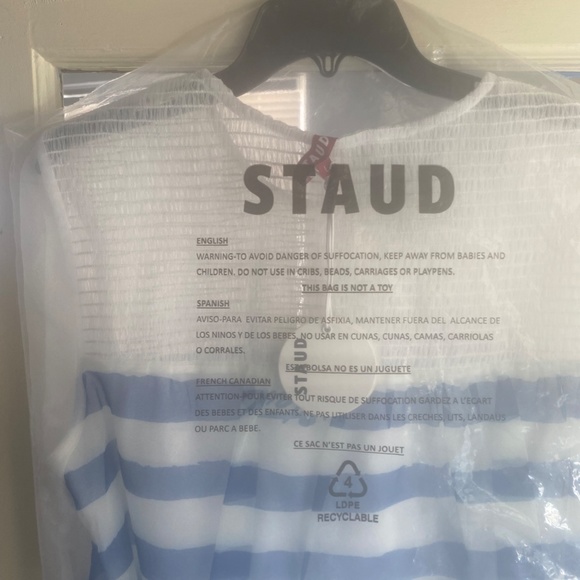 STAUD
STAUD
ENGLISH
WARNING-TO AVOID DANGER OF SUFFOCATION, KEEP AWAY FROM BABIES AND
CHILDREN. DO NOT USE IN CRIBS, BEADS, CARRIAGES OR PLAYPENS.
THIS BAG IS NOT A TOY
SPANISH
AVISO-PARA EVITAR PELIGRO DE ASFIXIA, MANTENER FUERA DEL ALCANCE DE
LOS NINOS Y DE LOS BEBES. NO USAR EN CUNAS, CUNAS, CAMAS, CARRIOLAS
O CORRALES.
STAUD
ESTA BOLSA NO ES UN JUGUETE
FRENCH CANADIAN
ATTENTION-POUR EVITER TOUT RISQUE DE SUFFOCATION GARDEZ A L'ECART
DES BEBES ET DES ENFANTS. NE PAS UTILISER DANS LES CRECHES, LITS, LANDAUS
OU PARC A BEBE.
CE SAC N'EST PAS UN JOUET
4
LDPE
RECYCLABLE